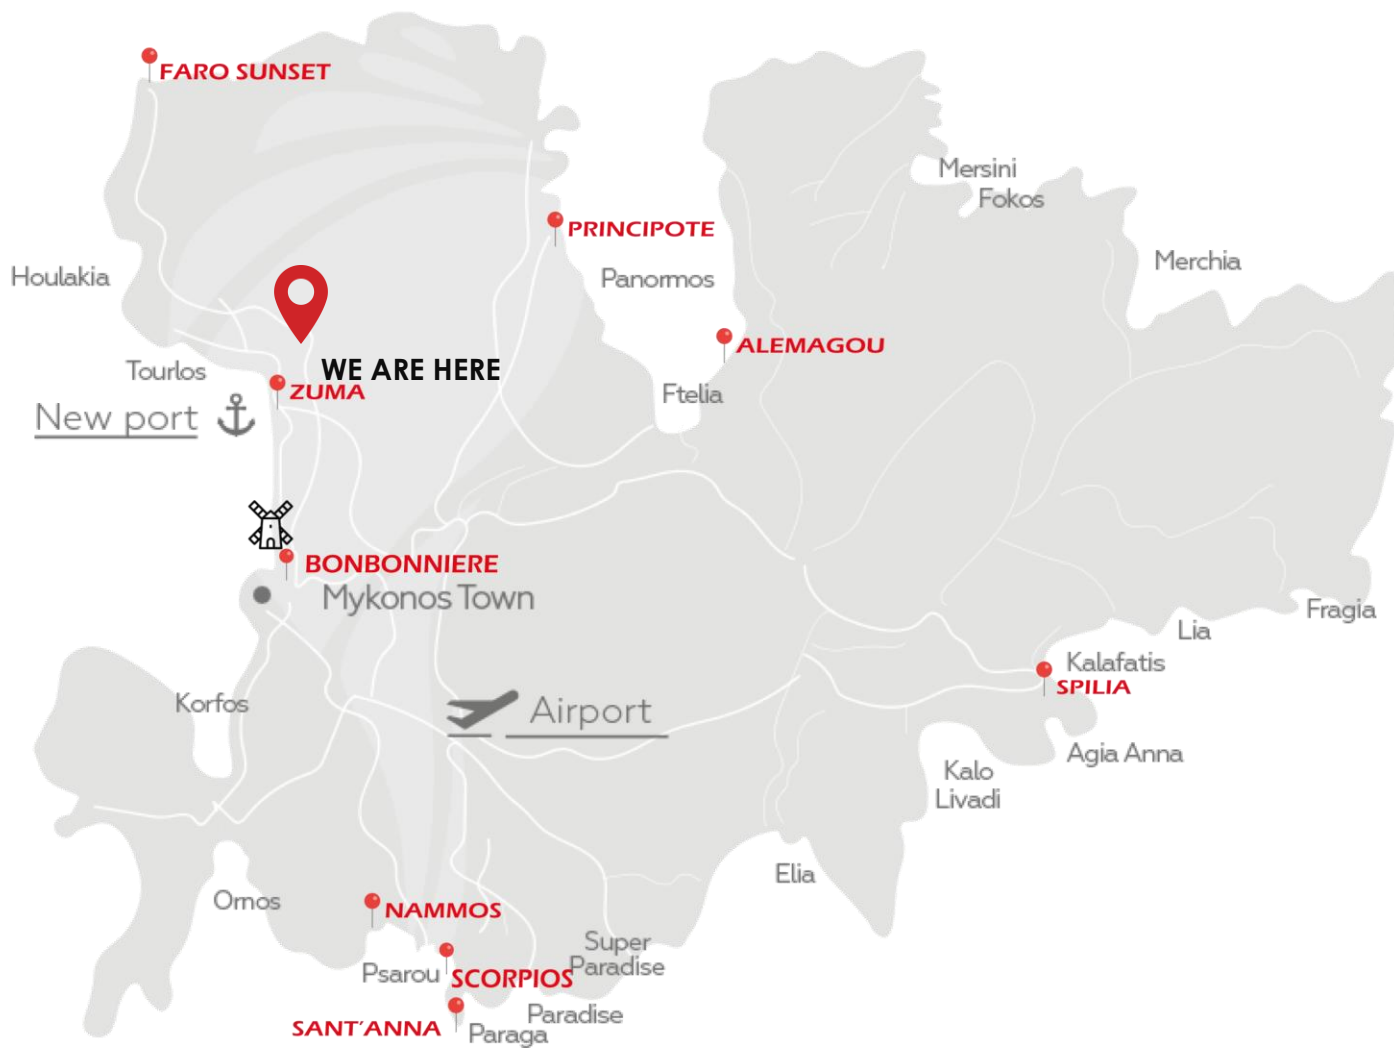 FARO SUNSET
Mersini
Fokos
PRINCIPOTE
Merchia
Houlakia
Panormos
ALEMAGOU
WE ARE HERE
Tourlos
ZUMA
Ftelia
New port
BONBONNIERE
Mykonos Town
Fragia
Lia
Kalafatis
SPILIA
Korfos
Airport
Agia Anna
Kalo
Livadi
Elia
Ornos
NAMMOS
Super
Paradise
Psarou
SCORPIOS
Paradise
SANT'ANNA
Paraga